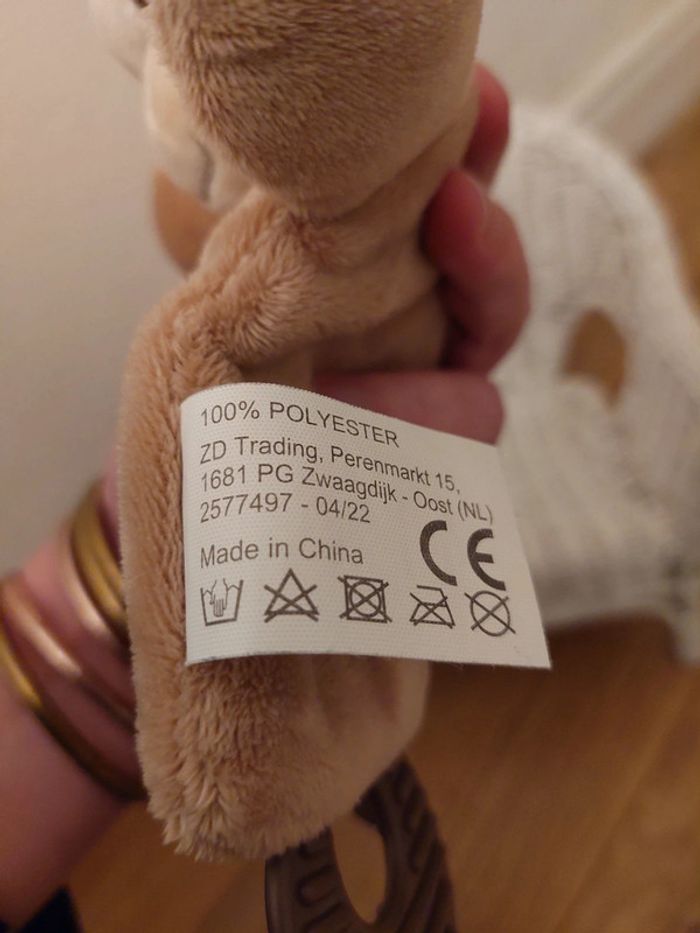 100% POLYESTER
ZD Trading, Perenmarkt 15,
1681 PG Zwaagdijk - Oost (NL)
2577497 - 04/22
Made in China
CE